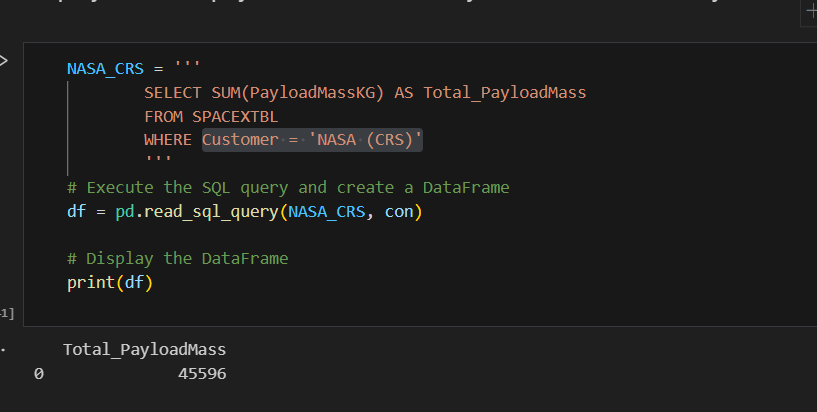 NASA_CRS = '''
SELECT SUM(PayloadMassKG) AS Total_PayloadMass
FROM SPACEXTBL
WHERE Customer = 'NASA (CRS)'
'''
# Execute the SQL query and create a DataFrame
df = pd.read_sql_query(NASA_CRS, con)
# Display the DataFrame
print(df)
1]
Total_PayloadMass
0 45596